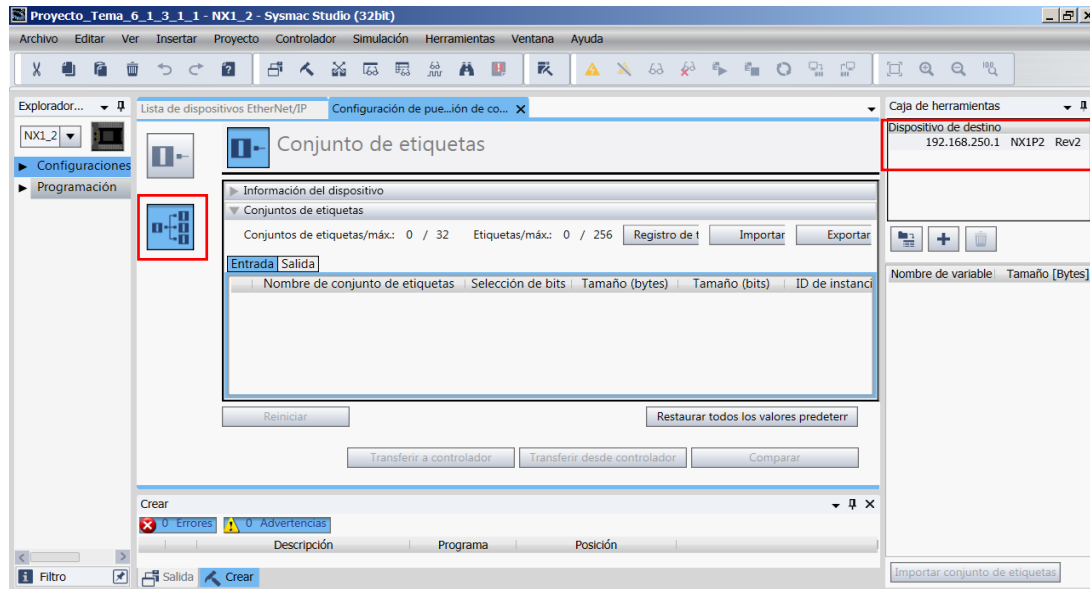 Proyecto_Tema_6_1_3_1_1 - NX1_2 - Sysmac Studio (32bit)
Archivo Editar Ver Insertar Proyecto Controlador Simulación Herramientas Ventana Ayuda
Explorador...
Lista de dispositivos EtherNet/IP
Configuración de pue...ión de co...
Caja de herramientas
NX1_2
Configuraciones
Programación
Conjunto de etiquetas
Dispositivo de destino
192.168.250.1 NX1P2 Rev2
Información del dispositivo
Conjuntos de etiquetas
Conjuntos de etiquetas/máx.: 0 / 32 Etiquetas/máx.: 0 / 256 Registro de t Importar Exportar
Entrada Salida
Nombre de conjunto de etiquetas Selección de bits Tamaño (bytes) Tamaño (bits) ID de instanci
Nombre de variable Tamaño [Bytes]
Reiniciar Restaurar todos los valores predeterr
Transferir a controlador Transferir desde controlador Comparar
Crear
0 Errores 0 Advertencias
Descripción Programa Posición
Filtro
Salida Crear
Importar conjunto de etiquetas